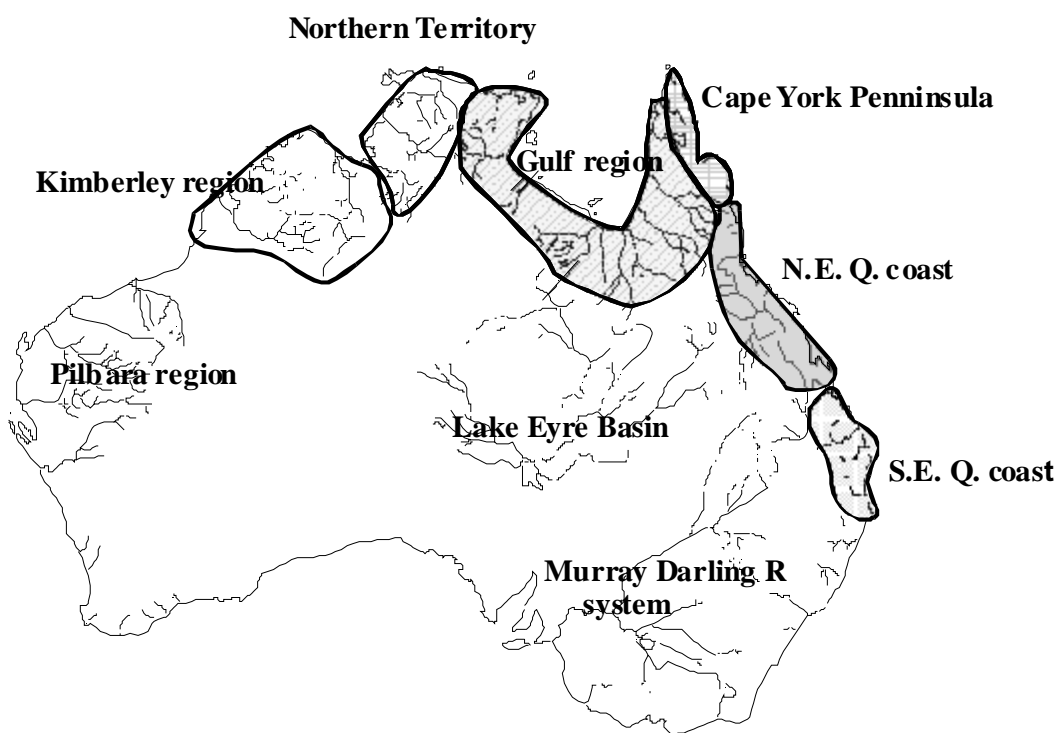 Northern Territory
Cape York Penninsula
Gulf region
Kimberley region
N.E. Q. coast
Pilbara region
Lake Eyre Basin
S.E. Q. coast
Murray Darling R
system